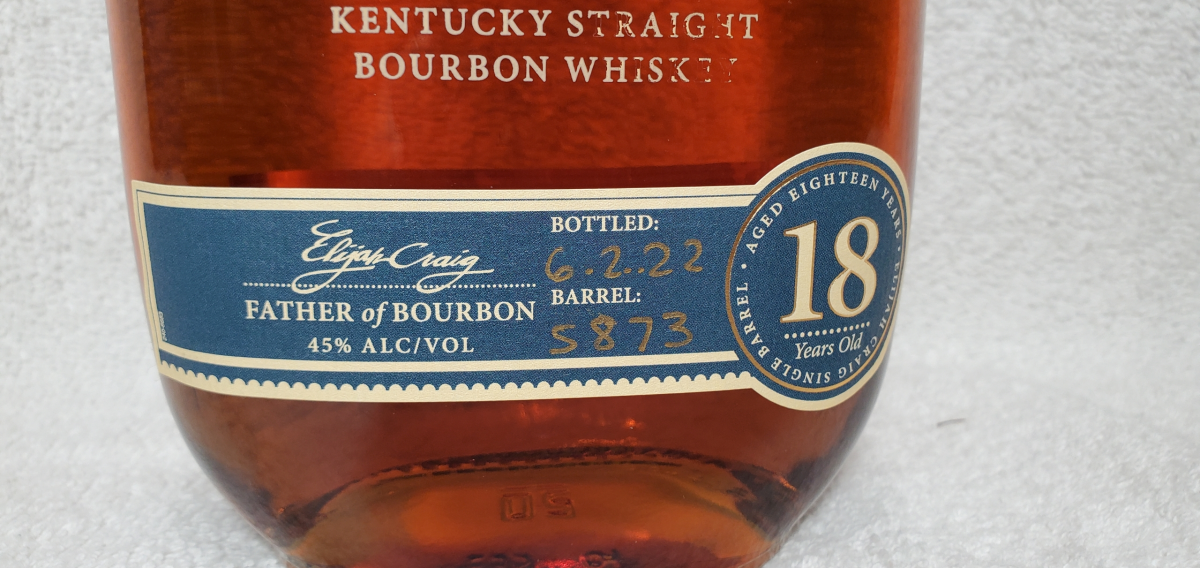 KENTUCKY STRAIGHT
BOURBON WHISKEY
Elijah Craig
FATHER of BOURBON
45% ALC/VOL
BOTTLED:
6.2.22
BARREL:
5873
AGED EIGHTEEN YEARS • ELIJAH CRAIG SINGLE BARREL •
18
Years Old